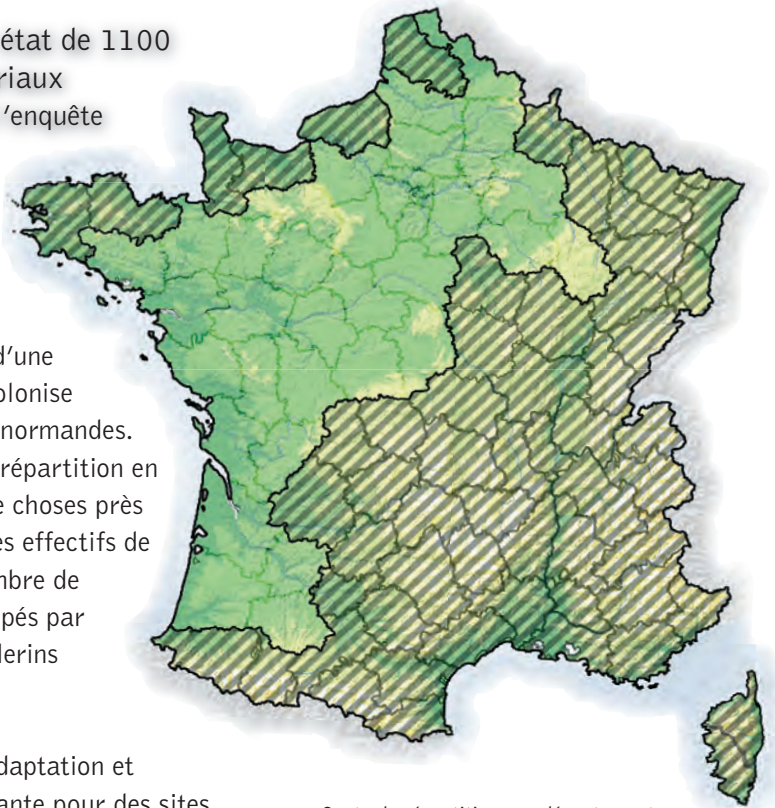 état de 1100
riaux
'enquête
d'une
olonise
normandes.
répartition en
e choses près
es effectifs de
mbre de
pés par
lerins
daptation et
ante pour des sites